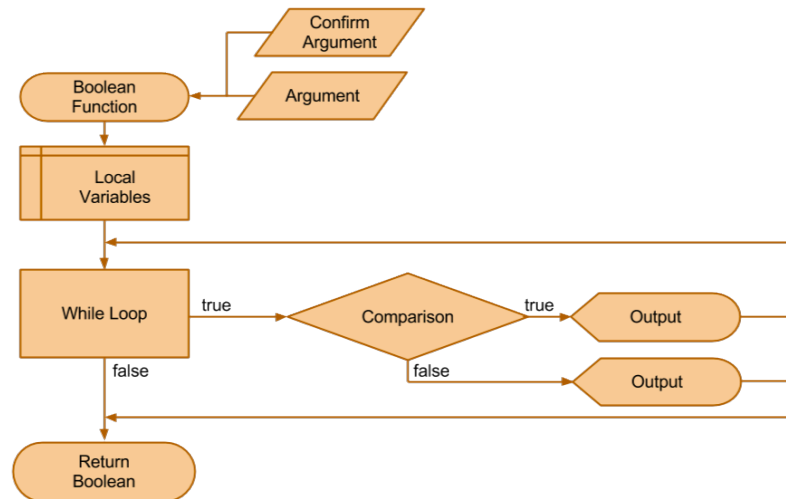 Confirm
Argument
Boolean
Function
Argument
Local
Variables
While Loop
true
Comparison
true
Output
false
false
Output
Return
Boolean